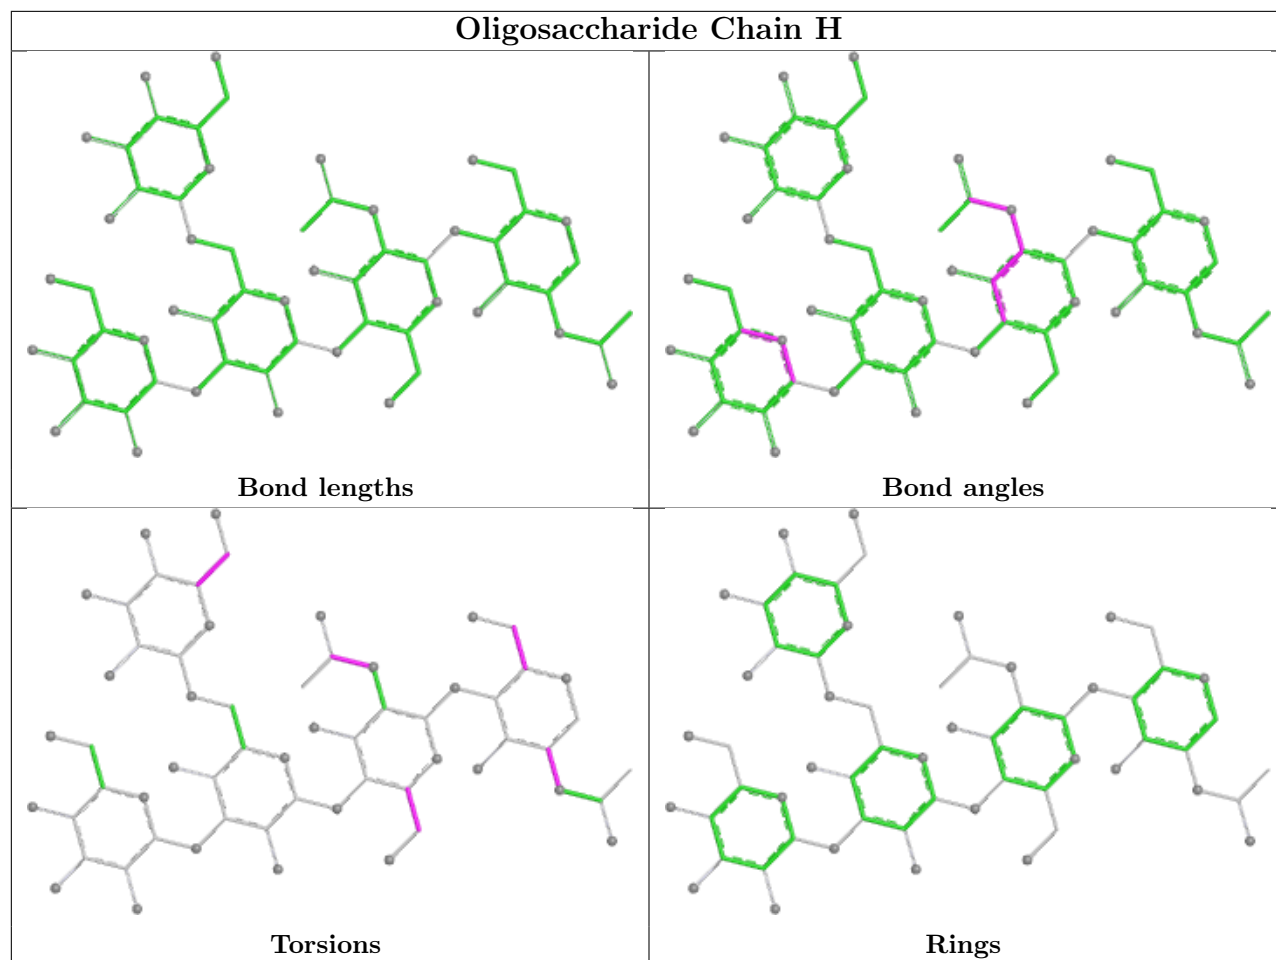 Oligosaccharide Chain H
Bond lengths
Bond angles
Torsions
Rings